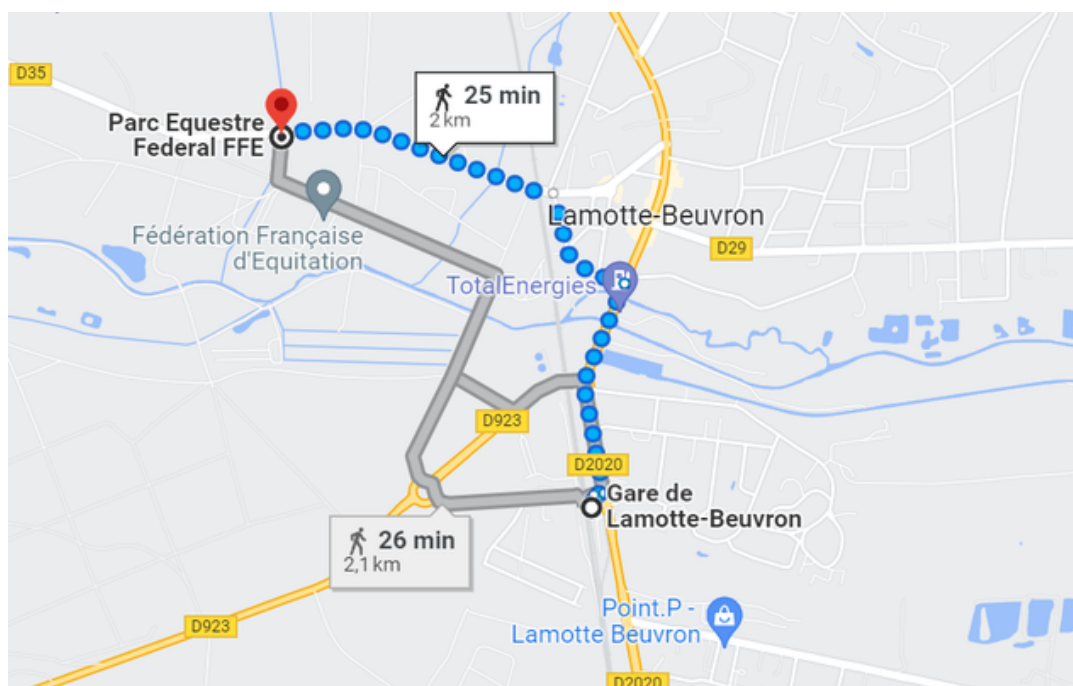 D35
25 min
2 km
Parc Equestre
Federal FFE
Lamotte-Beuvron
Fédération Française
d'Equitation
D29
TotalEnergies
D923
D2020
Gare de
Lamotte-Beuvron
26 min
2,1 km
D923
Point.P -
Lamotte Beuvron
D2020